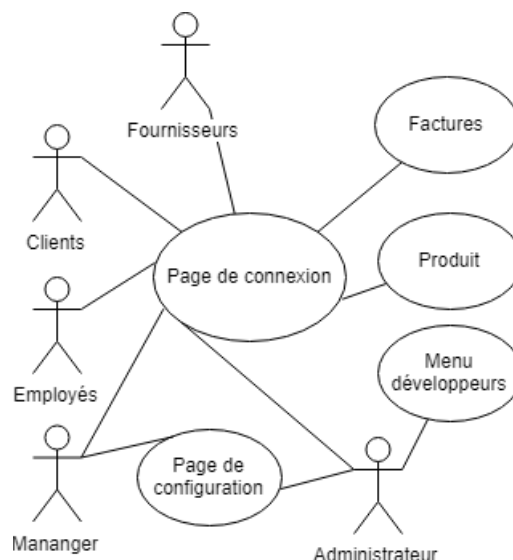 Fournisseurs
Factures
Clients
Page de connexion
Produit
Employés
Menu
développeurs
Page de
configuration
Mananger
Administrateur